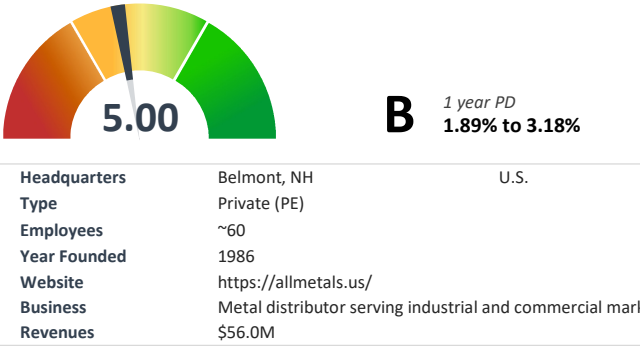 5.00
B
1 year PD
1.89% to 3.18%
Headquarters Belmont, NH U.S.
Type Private (PE)
Employees ~60
Year Founded 1986
Website https://allmetals.us/
Business Metal distributor serving industrial and commercial
Revenues $56.0M